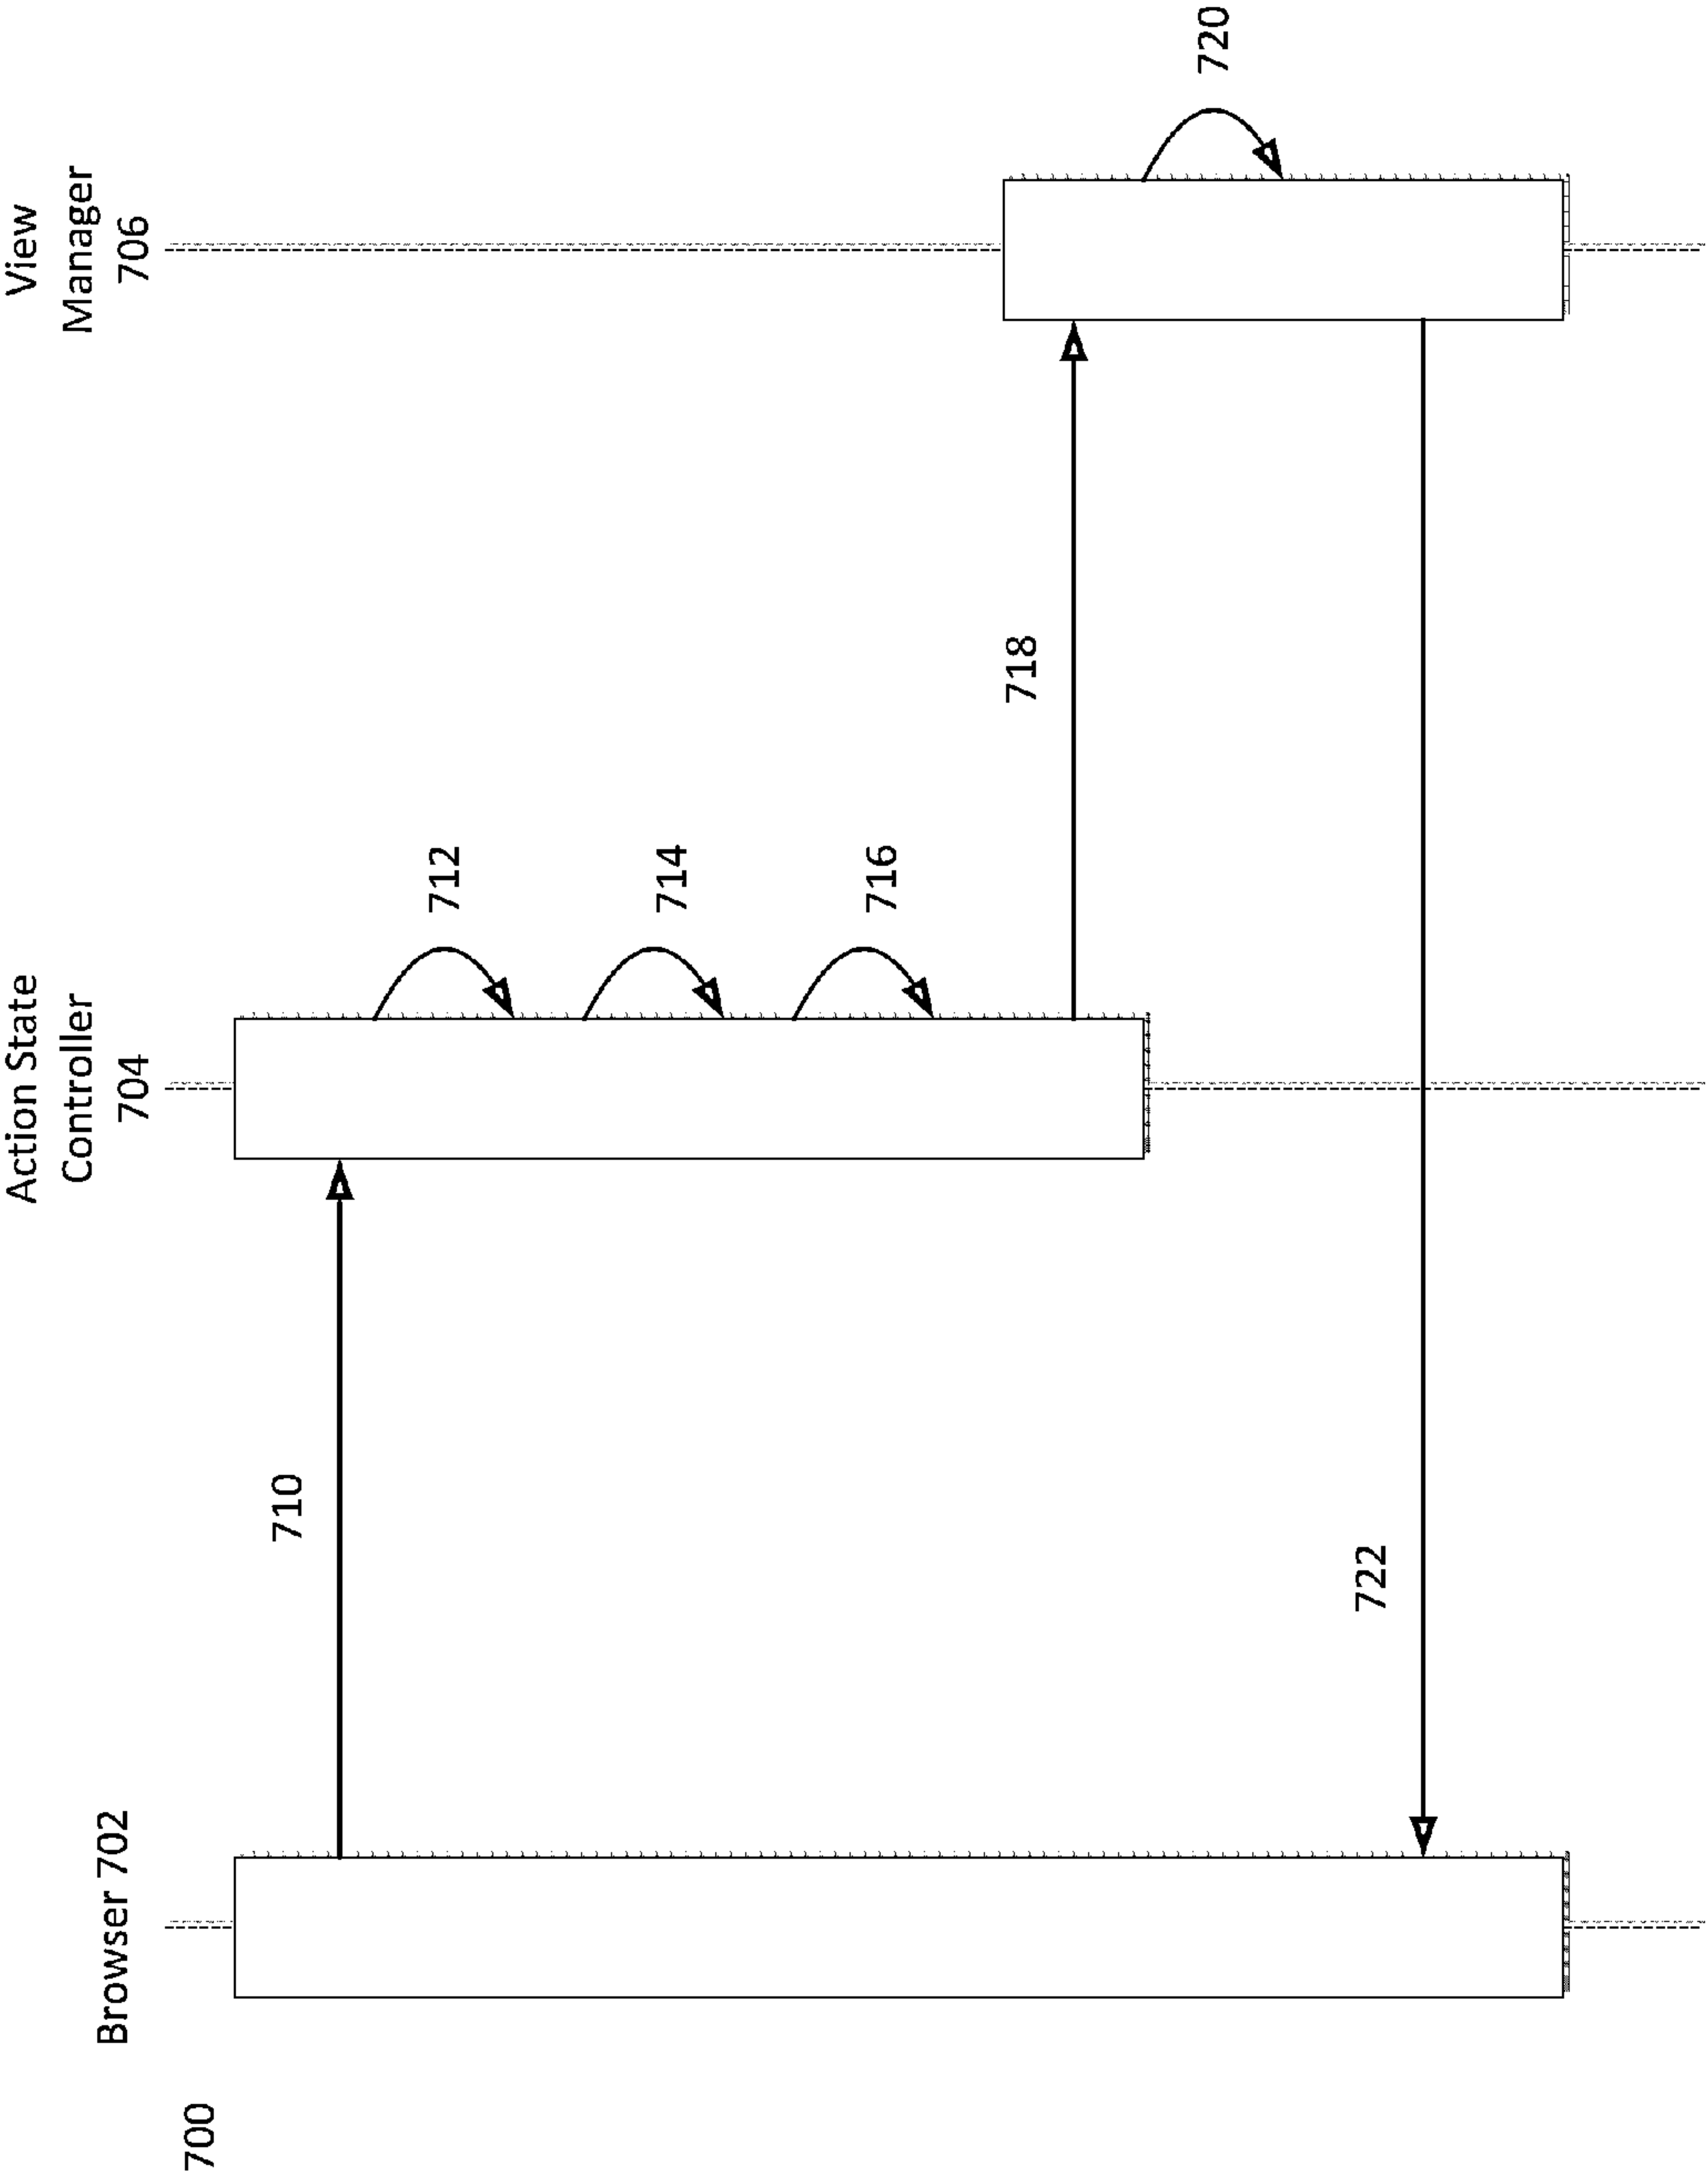 700
Browser 702
Action State
Controller
704
View
Manager
706
710
712
714
716
718
720
722